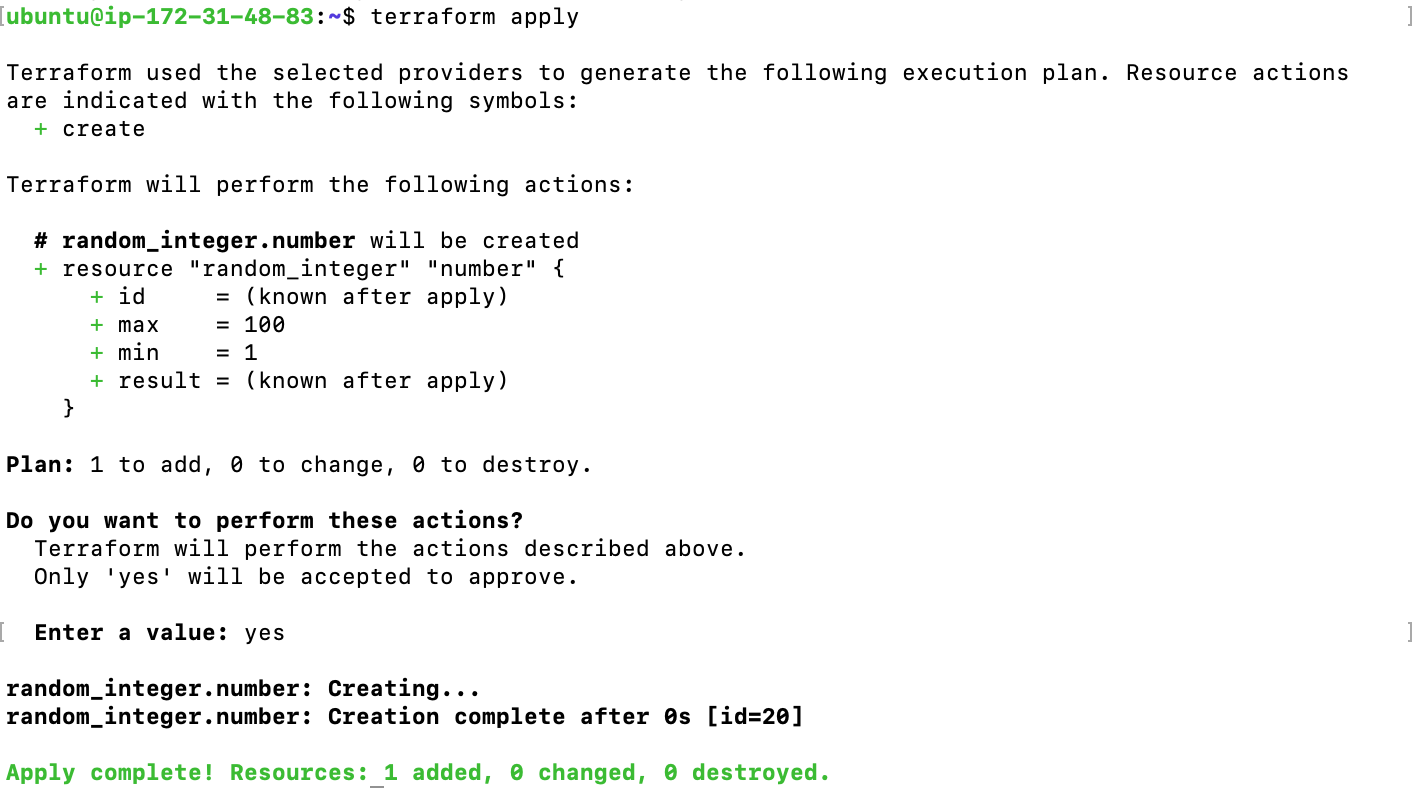 [ubuntu@ip-172-31-48-83:~$ terraform apply ]
Terraform used the selected providers to generate the following execution plan. Resource actions
are indicated with the following symbols:
  + create
Terraform will perform the following actions:
  # random_integer.number will be created
  + resource "random_integer" "number" {
      + id     = (known after apply)
      + max    = 100
      + min    = 1
      + result = (known after apply)
    }
Plan: 1 to add, 0 to change, 0 to destroy.
Do you want to perform these actions?
  Terraform will perform the actions described above.
  Only 'yes' will be accepted to approve.
[ Enter a value: yes ]
random_integer.number: Creating...
random_integer.number: Creation complete after 0s [id=20]
Apply complete! Resources: 1 added, 0 changed, 0 destroyed.